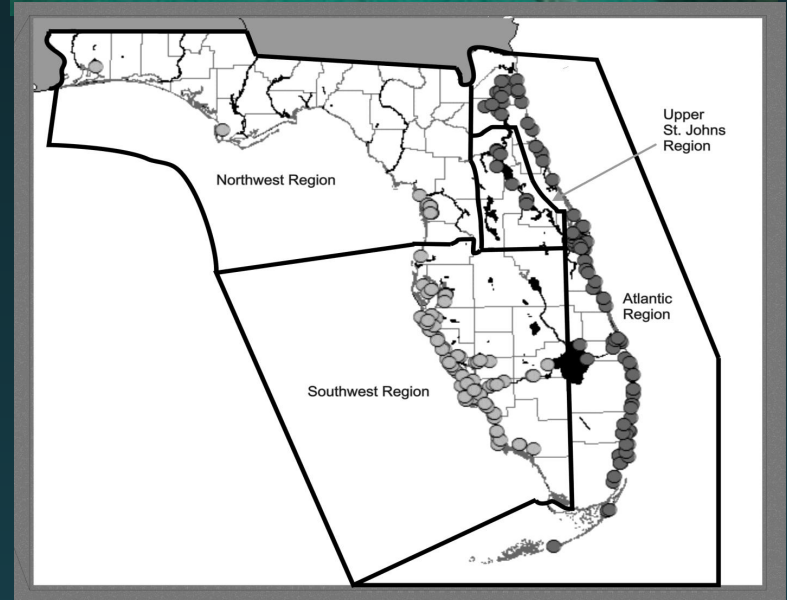 Upper
St. Johns
Region
Northwest Region
Atlantic
Region
Southwest Region